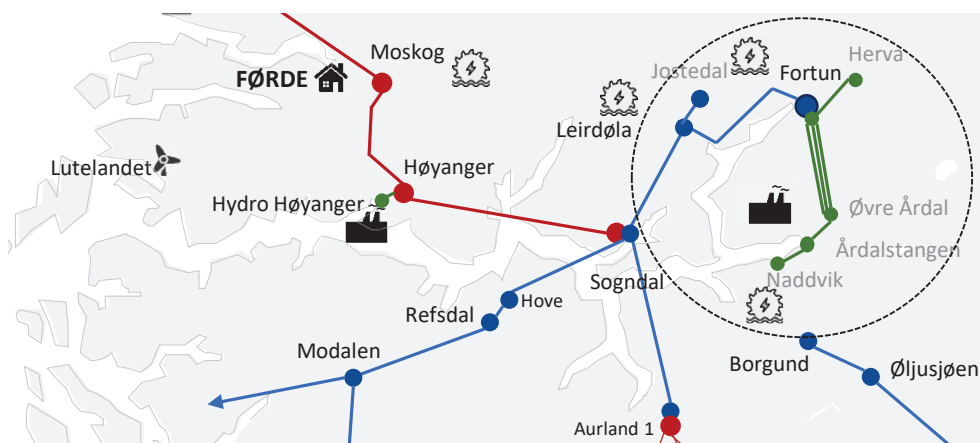 Moskog
FØRDE
Jostedal
Herva
Fortun
Leirdøla
Lutelandet
Høyanger
Hydro Høyanger
Øvre Årdal
Årdalstangen
Naddvik
Sogndal
Hove
Refsdal
Modalen
Borgund
Øljusjøen
Aurland 1